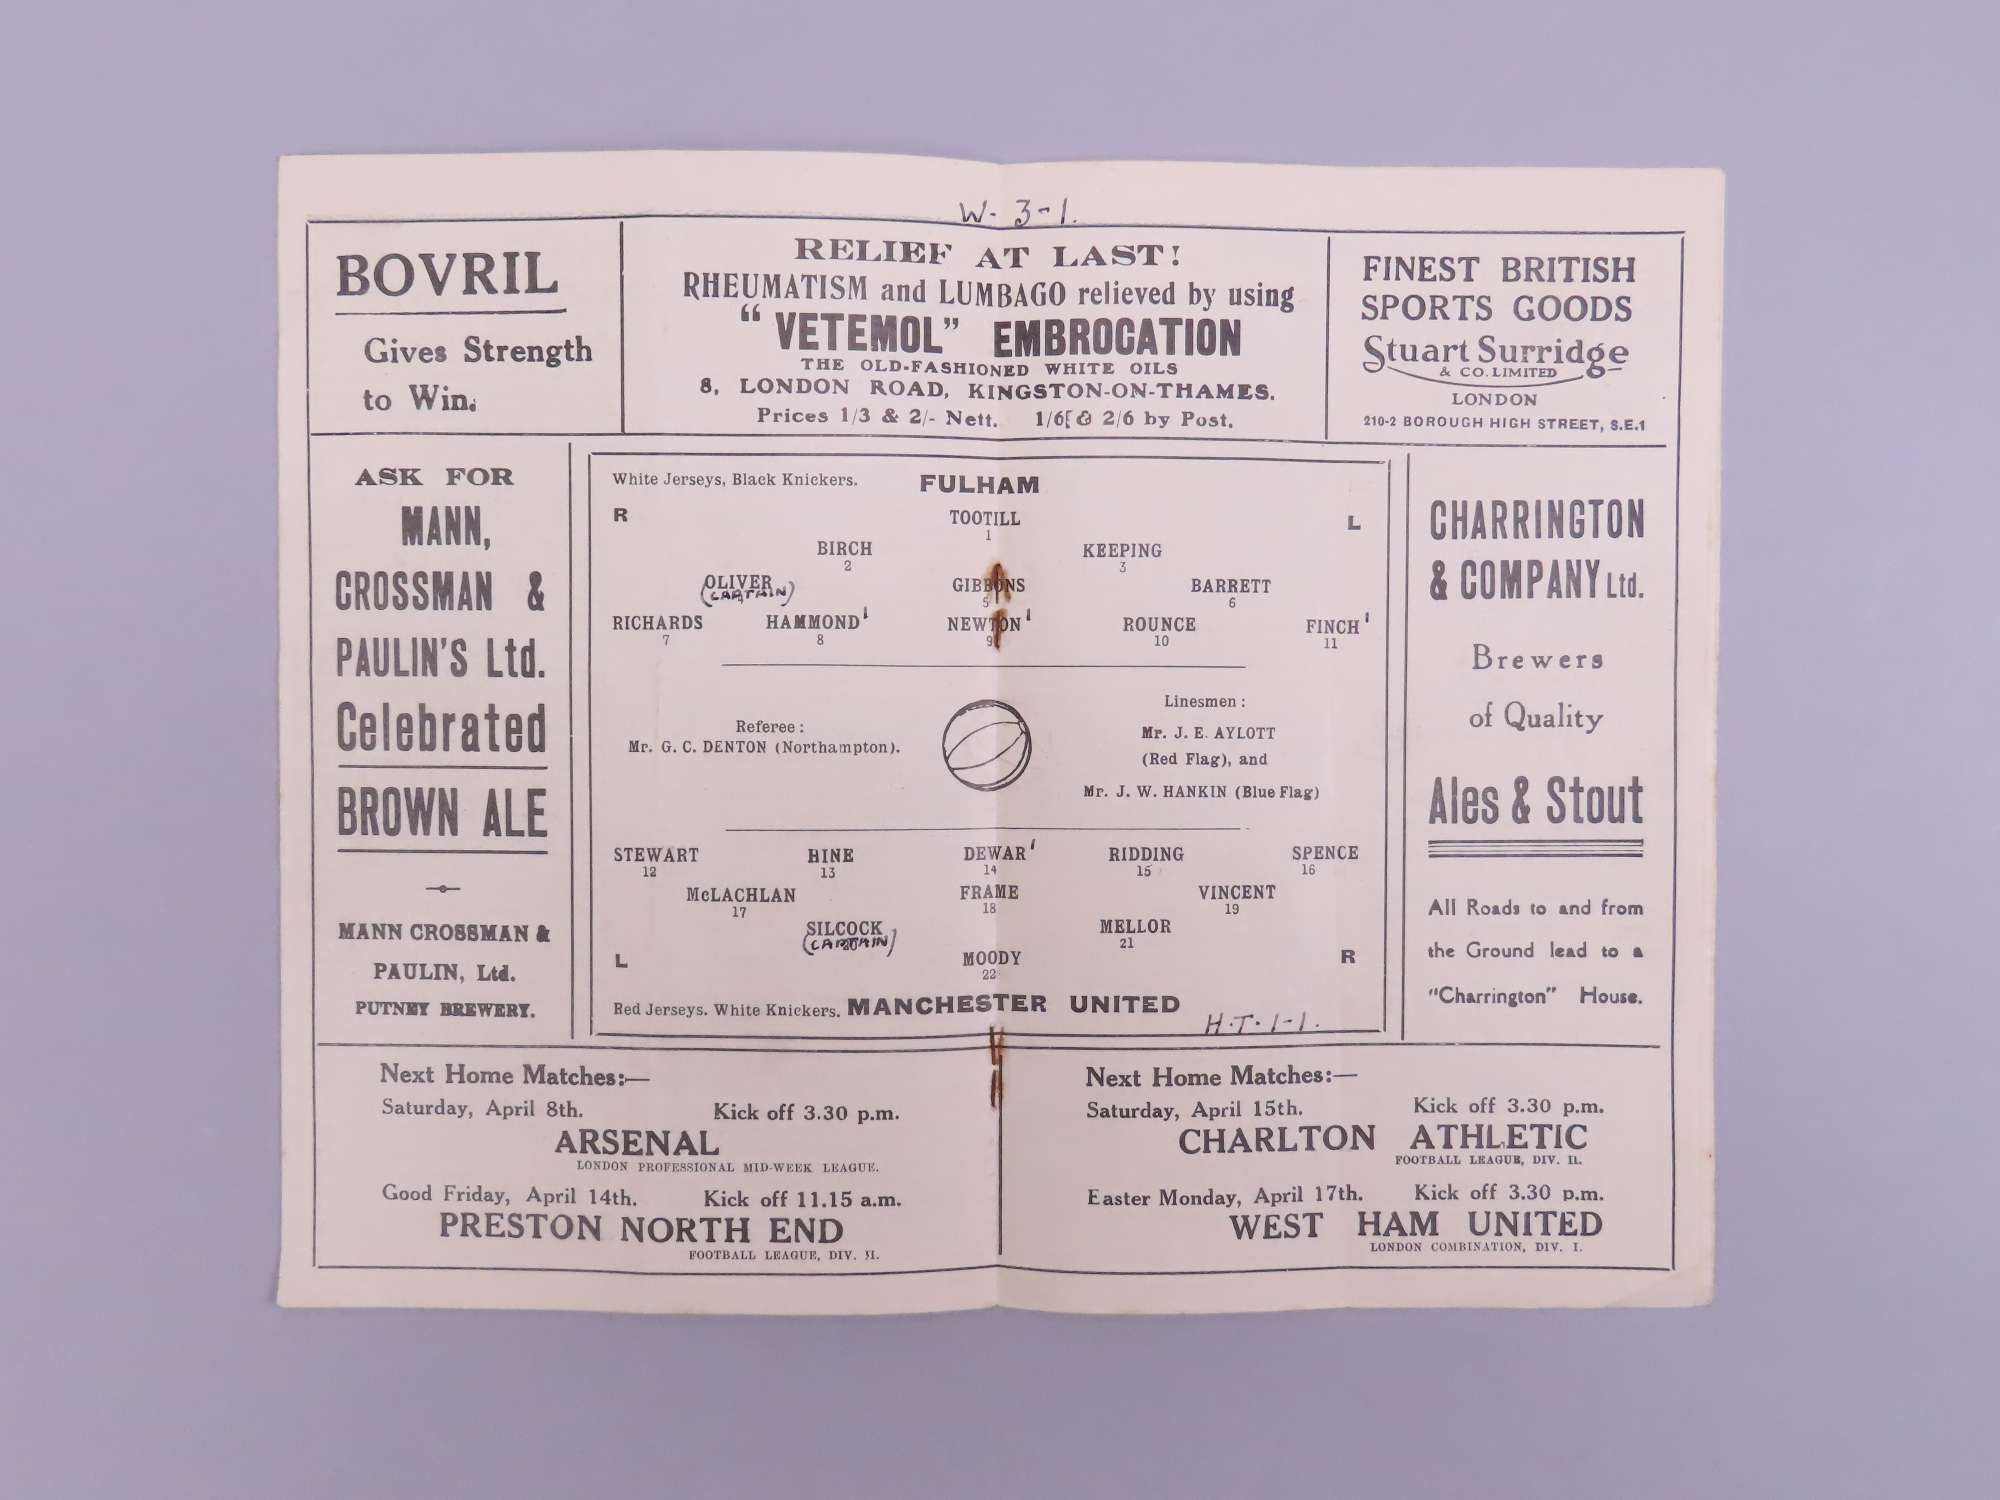 W. 3-1.
BOVRIL
Gives Strength
to Win.
RELIEF AT LAST!
RHEUMATISM and LUMBAGO relieved by using
"VETEMOL" EMBROCATION
THE OLD-FASHIONED WHITE OILS
8, LONDON ROAD, KINGSTON-ON-THAMES.
Prices 1/3 & 2/- Nett. 1/6 & 2/6 by Post.
FINEST BRITISH
SPORTS GOODS
Stuart Surridge
& CO. LIMITED
LONDON
210-2 BOROUGH HIGH STREET, S.E.1
ASK FOR
MANN,
CROSSMAN &
PAULIN'S Ltd.
Celebrated
BROWN ALE
MANN CROSSMAN &
PAULIN, Ltd.
PUTNEY BREWERY.
White Jerseys, Black Knickers. FULHAM
R TOOTILL L
1
BIRCH KEEPING
2 3
OLIVER GIBBONS BARRETT
(CAPTAIN) 5 6
RICHARDS HAMMOND' NEWTON' ROUNCE FINCH'
7 8 9 10 11
Referee:
Mr. G. C. DENTON (Northampton).
Linesmen:
Mr. J. E. AYLOTT
(Red Flag), and
Mr. J. W. HANKIN (Blue Flag)
STEWART HINE DEWAR' RIDDING SPENCE
12 13 14 15 16
McLACHLAN FRAME VINCENT
17 18 19
SILCOCK MELLOR
(CAPTAIN) 21
L MOODY R
22
Red Jerseys. White Knickers. MANCHESTER UNITED
H.T. 1-1.
CHARRINGTON
& COMPANY Ltd.
Brewers
of Quality
Ales & Stout
All Roads to and from
the Ground lead to a
"Charrington" House.
Next Home Matches:—
Saturday, April 8th. Kick off 3.30 p.m.
ARSENAL
LONDON PROFESSIONAL MID-WEEK LEAGUE.
Good Friday, April 14th. Kick off 11.15 a.m.
PRESTON NORTH END
FOOTBALL LEAGUE, DIV. II.
Next Home Matches:—
Saturday, April 15th. Kick off 3.30 p.m.
CHARLTON ATHLETIC
FOOTBALL LEAGUE, DIV. II.
Easter Monday, April 17th. Kick off 3.30 p.m.
WEST HAM UNITED
LONDON COMBINATION, DIV. I.